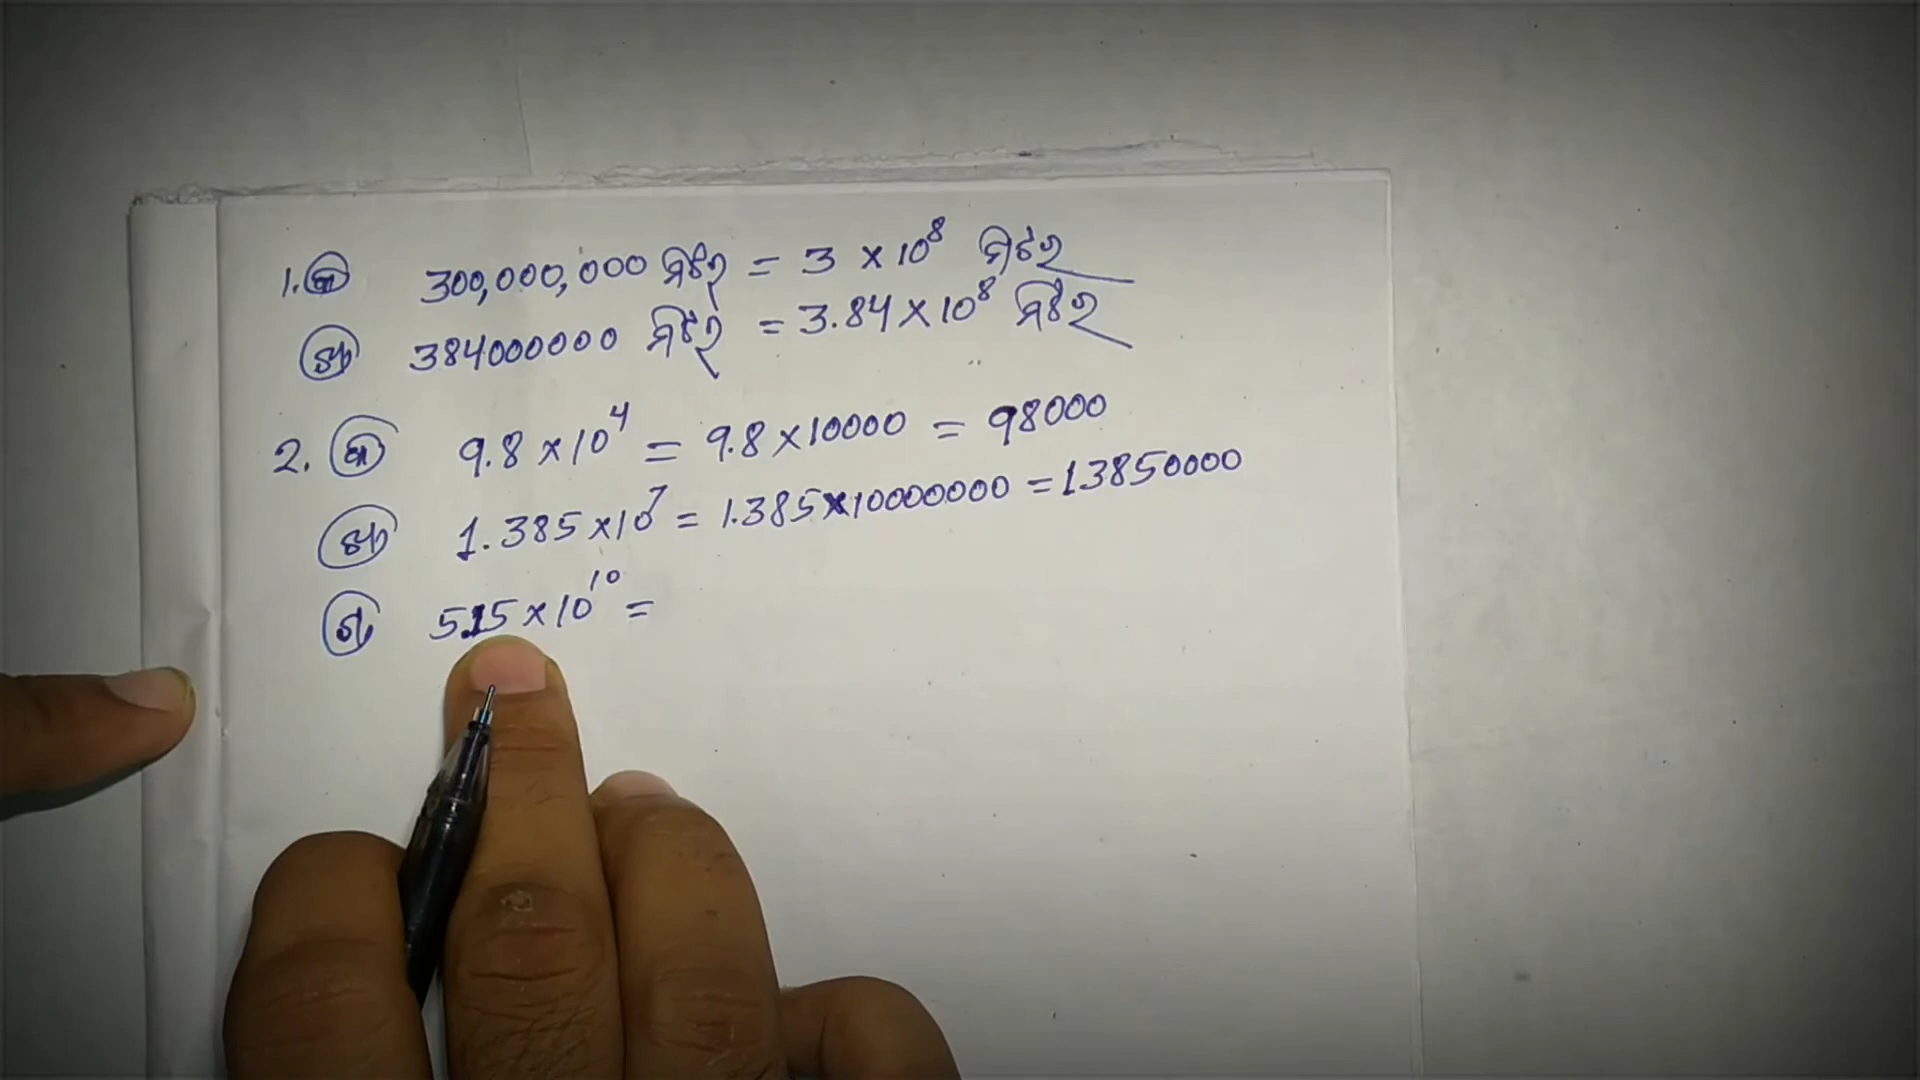 1. କ 300,000,000 ମିଟର = 3 × 10⁸ ମିଟର
ଖ 384000000 ମିଟର = 3.84 × 10⁸ ମିଟର
2. କ 9.8 × 10⁴ = 9.8 × 10000 = 98000
ଖ 1.385 × 10⁷ = 1.385 × 10000000 = 13850000
ଗ 5.15 × 10¹⁰ =